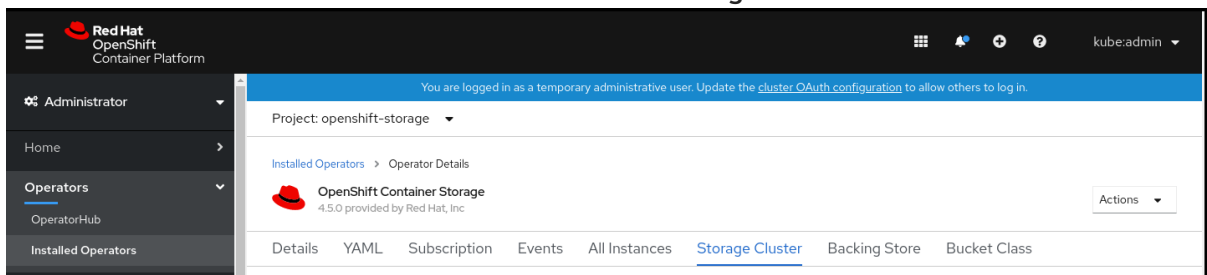 Red Hat
OpenShift
Container Platform
kube:admin
You are logged in as a temporary administrative user. Update the cluster OAuth configuration to allow others to log in.
Administrator
Project: openshift-storage
Home
Installed Operators > Operator Details
Operators
OpenShift Container Storage
4.5.0 provided by Red Hat, Inc
Actions
OperatorHub
Installed Operators
Details YAML Subscription Events All Instances Storage Cluster Backing Store Bucket Class